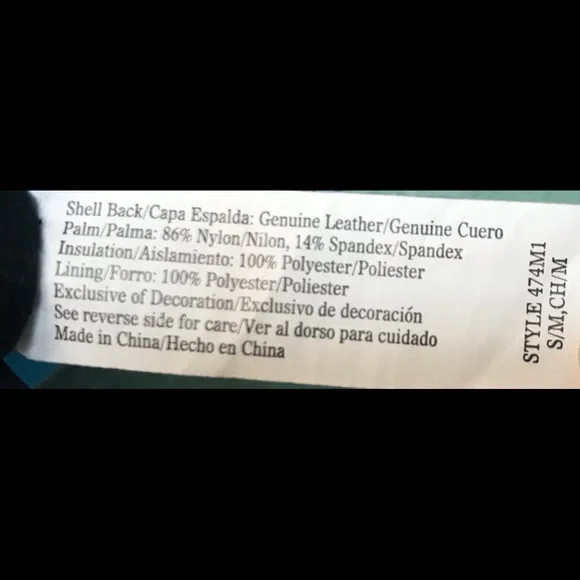 Shell Back/Capa Espalda: Genuine Leather/Genuine Cuero
Palm/Palma: 86% Nylon/Nilon, 14% Spandex/Spandex
Insulation/Aislamiento: 100% Polyester/Poliester
Lining/Forro: 100% Polyester/Poliester
Exclusive of Decoration/Exclusivo de decoración
See reverse side for care/Ver al dorso para cuidado
Made in China/Hecho en China
STYLE 474M1
S/M,CH/M